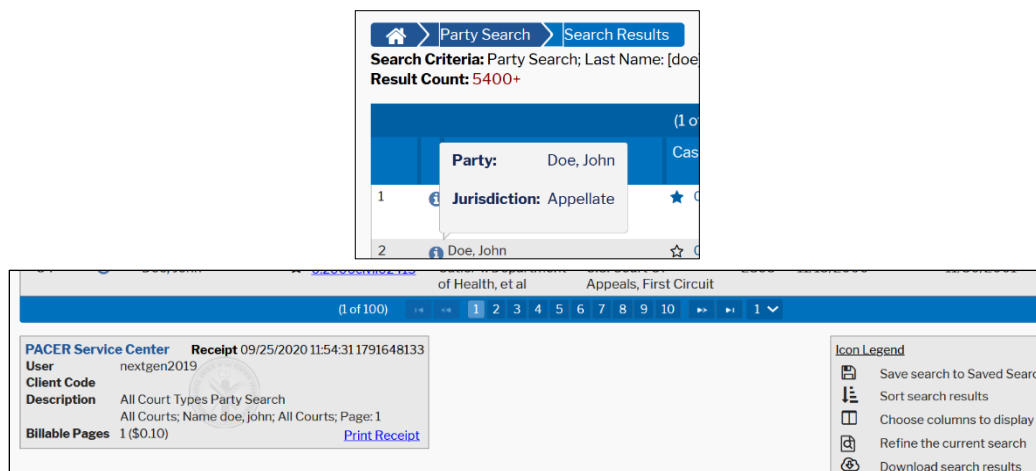 Party Search Search Results
Search Criteria: Party Search; Last Name: [doe
Result Count: 5400+
(1 o
Cas
Party: Doe, John
1
Jurisdiction: Appellate
2 Doe, John
of Health, et al Appeals, First Circuit
(1 of 100) 1 2 3 4 5 6 7 8 9 10 1
PACER Service Center Receipt 09/25/2020 11:54:31 1791648133
User nextgen2019
Client Code
Description All Court Types Party Search
All Courts; Name doe, john; All Courts; Page: 1
Billable Pages 1 ($0.10) Print Receipt
Icon Legend
Save search to Saved Searc
Sort search results
Choose columns to display
Refine the current search
Download search results